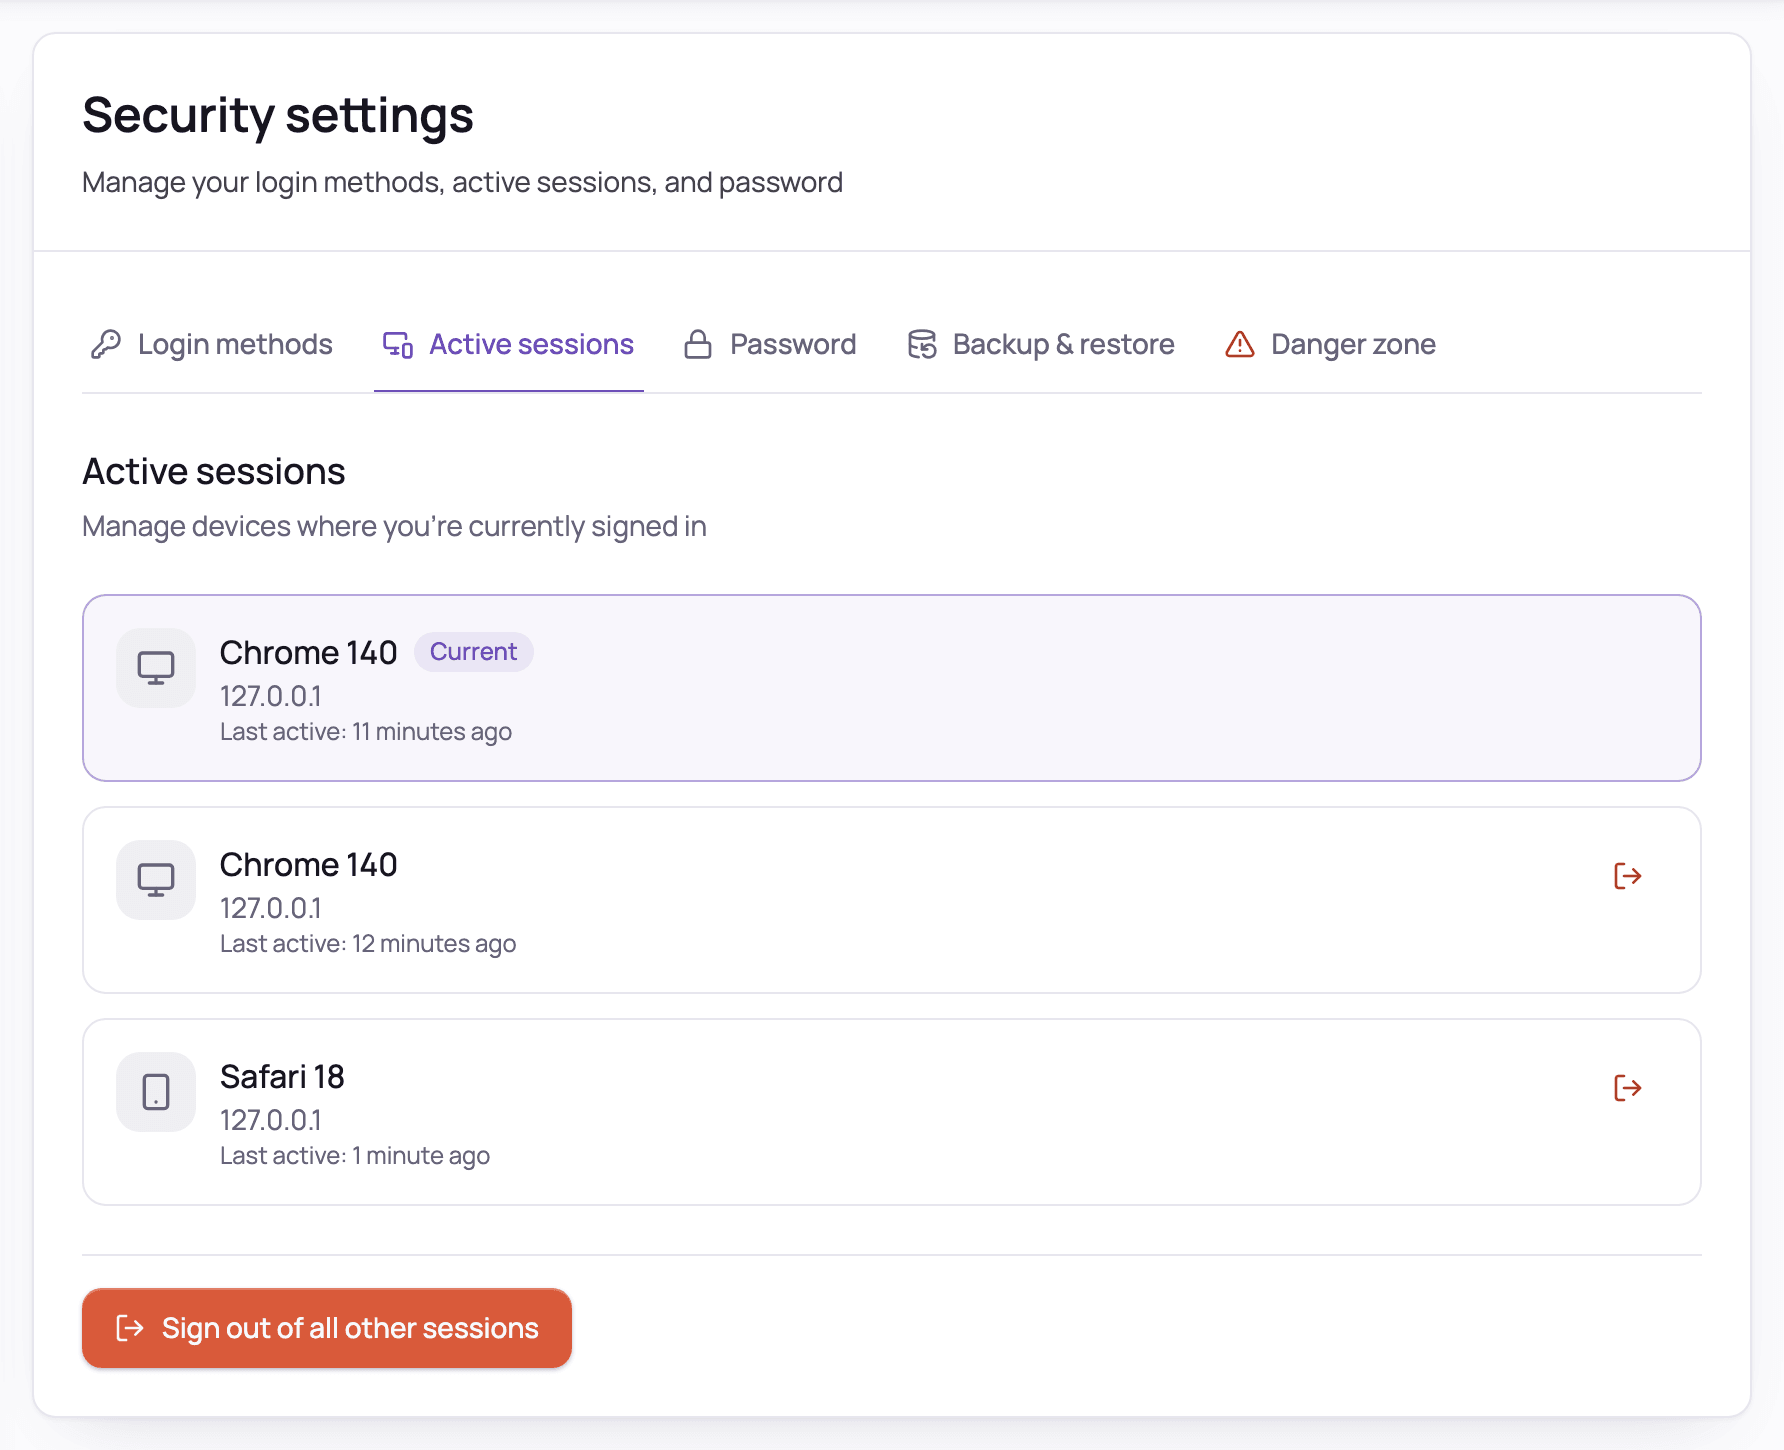 Security settings
Manage your login methods, active sessions, and password
Login methods Active sessions Password Backup & restore Danger zone
Active sessions
Manage devices where you’re currently signed in
Chrome 140 Current
127.0.0.1
Last active: 11 minutes ago
Chrome 140
127.0.0.1
Last active: 12 minutes ago
Safari 18
127.0.0.1
Last active: 1 minute ago
Sign out of all other sessions